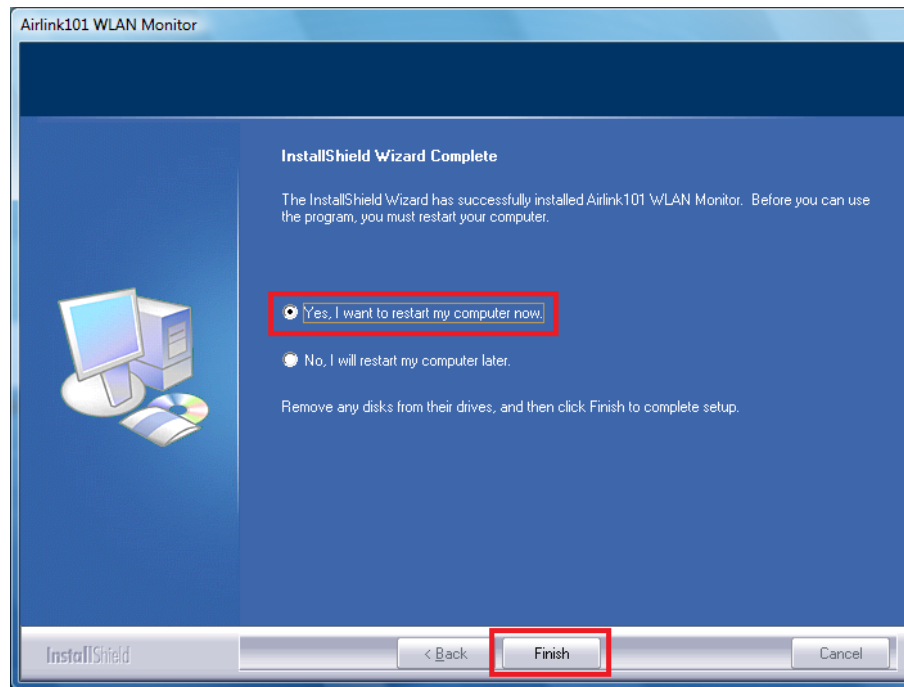 Airlink101 WLAN Monitor
InstallShield Wizard Complete
The InstallShield Wizard has successfully installed Airlink101 WLAN Monitor.  Before you can use
the program, you must restart your computer.
Yes, I want to restart my computer now.
No, I will restart my computer later.
Remove any disks from their drives, and then click Finish to complete setup.
InstallShield
< Back
Finish
Cancel